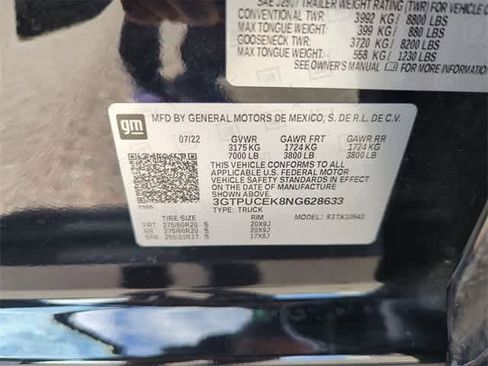 SAE J2807 TRAILER WEIGHT RATING (TWR) FOR VEHICLE
CONVENTIONAL TWR: 3992 KG / 8800 LBS
MAX TONGUE WEIGHT: 399 KG / 880 LBS
GOOSENECK TWR: 3720 KG / 8200 LBS
MAX TONGUE WEIGHT: 558 KG / 1230 LBS
SEE OWNER'S MANUAL FOR MORE INFORMATION
gm
MFD BY GENERAL MOTORS DE MEXICO, S. DE R.L. DE C.V.
07/22 GVWR GAWR FRT GAWR RR
3175 KG 1724 KG 1724 KG
7000 LB 3800 LB 3800 LB
THIS VEHICLE CONFORMS TO ALL
APPLICABLE U.S. FEDERAL MOTOR
VEHICLE SAFETY STANDARDS IN EFFECT
ON THE DATE OF MANUFACTURE SHOWN ABOVE.
3GTPUCEK8NG628633
TYPE: TRUCK MODEL:
TIRE SIZE RIM
FRT 275/60R20 S 20X9J
RR 275/60R20 S 20X9J
SPA 255/80R17 S 17X8J